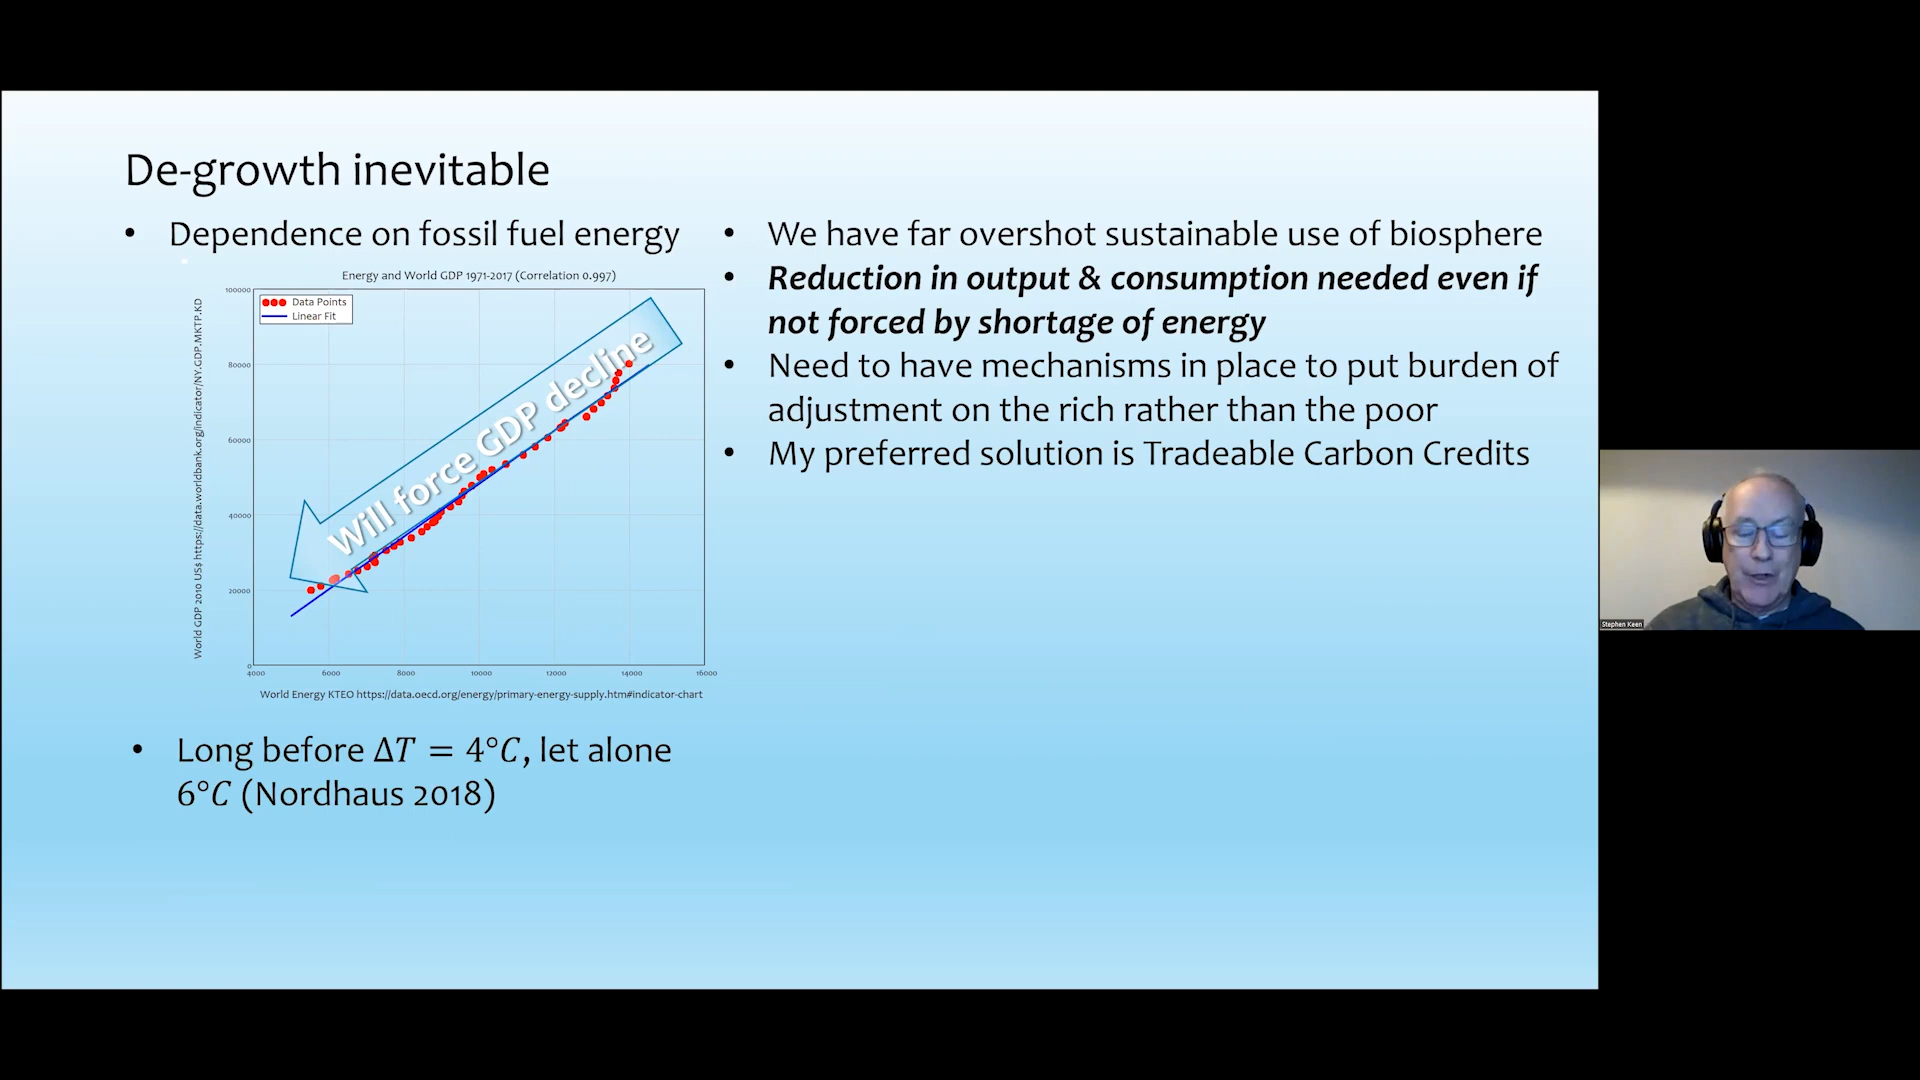 De-growth inevitable
• Dependence on fossil fuel energy
Energy and World GDP 1971-2017 (Correlation 0.997)
World GDP 2010 US$ https://data.worldbank.org/indicator/NY.GDP.MKTP.KD
100000
80000
60000
40000
20000
0
Data Points
Linear Fit
Will force GDP decline
4000 6000 8000 10000 12000 14000 16000
World Energy KTEO https://data.oecd.org/energy/primary-energy-supply.htm#indicator-chart
• Long before ΔT = 4°C, let alone
6°C (Nordhaus 2018)
• We have far overshot sustainable use of biosphere
• Reduction in output & consumption needed even if
not forced by shortage of energy
• Need to have mechanisms in place to put burden of
adjustment on the rich rather than the poor
• My preferred solution is Tradeable Carbon Credits
Stephen Keen